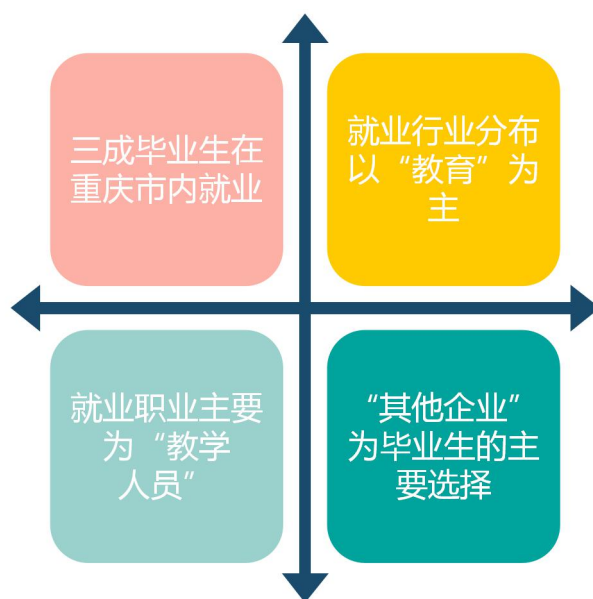 三成毕业生在
重庆市内就业
就业行业分布
以“教育”为
主
就业职业主要
为“教学
人员”
“其他企业”
为毕业生的主
要选择